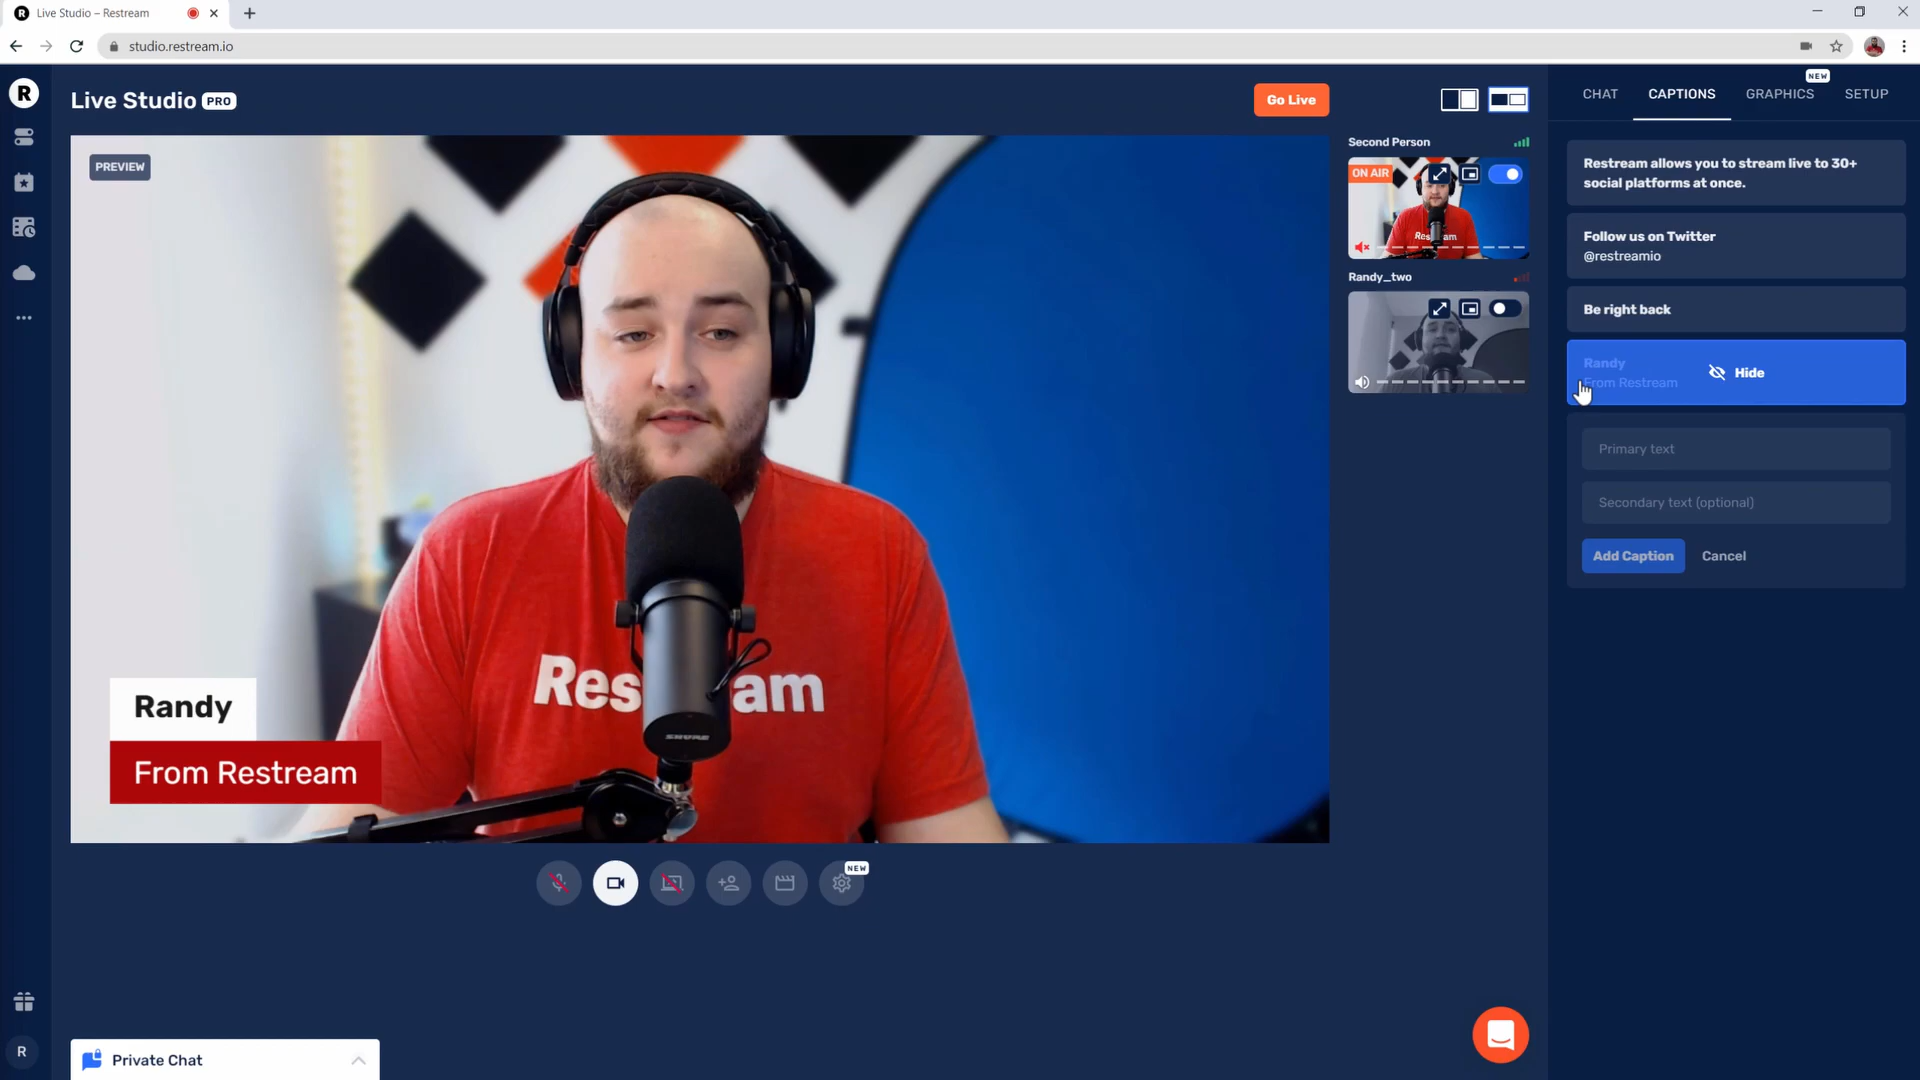 R Live Studio – Restream
studio.restream.io
R
Live Studio PRO
Go Live
NEW
CHAT CAPTIONS GRAPHICS SETUP
PREVIEW
Second Person
ON AIR
Randy_two
Restream allows you to stream live to 30+
social platforms at once.
Follow us on Twitter
@restreamio
Be right back
Randy
From Restream
Hide
Primary text
Secondary text (optional)
Add Caption Cancel
Res am
SHURE
Randy
From Restream
NEW
R
Private Chat